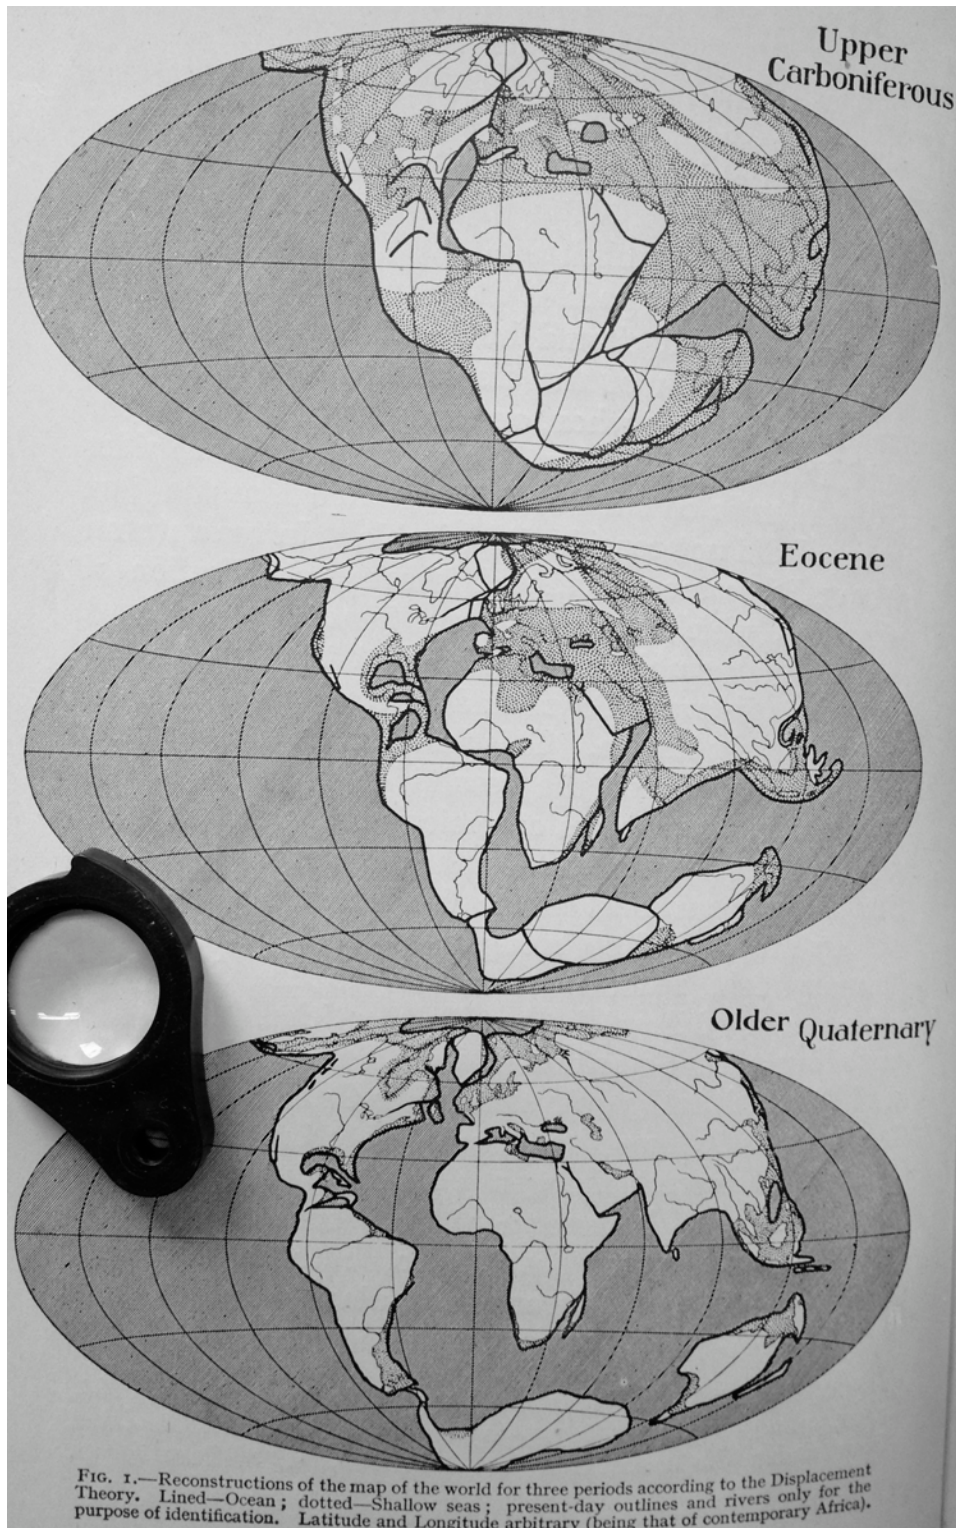 Upper
Carboniferous
Eocene
Older Quaternary
FIG. 1.—Reconstructions of the map of the world for three periods according to the Displacement
Theory. Lined—Ocean; dotted—Shallow seas; present-day outlines and rivers only for the
purpose of identification. Latitude and Longitude arbitrary (being that of contemporary Africa).